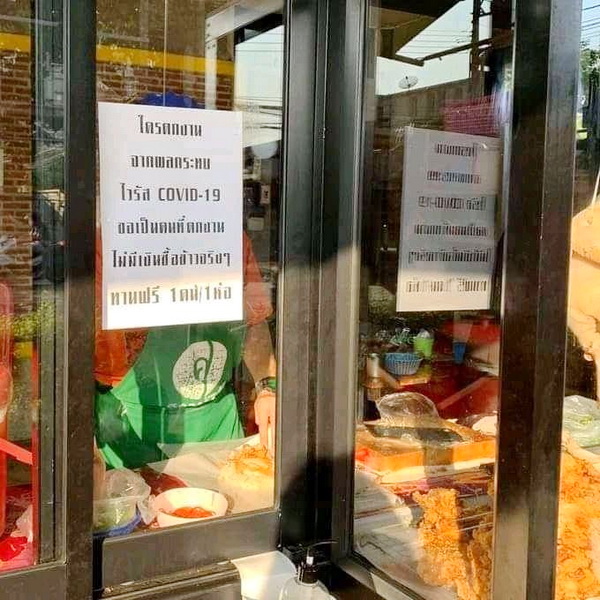 ใครตกงาน
จากผลกระทบ
ไวรัส COVID-19
ขอเป็นคนที่ตกงาน
ไม่มีเงินซื้อข้าวจริงๆ
ทานฟรี 1คน/1ห่อ